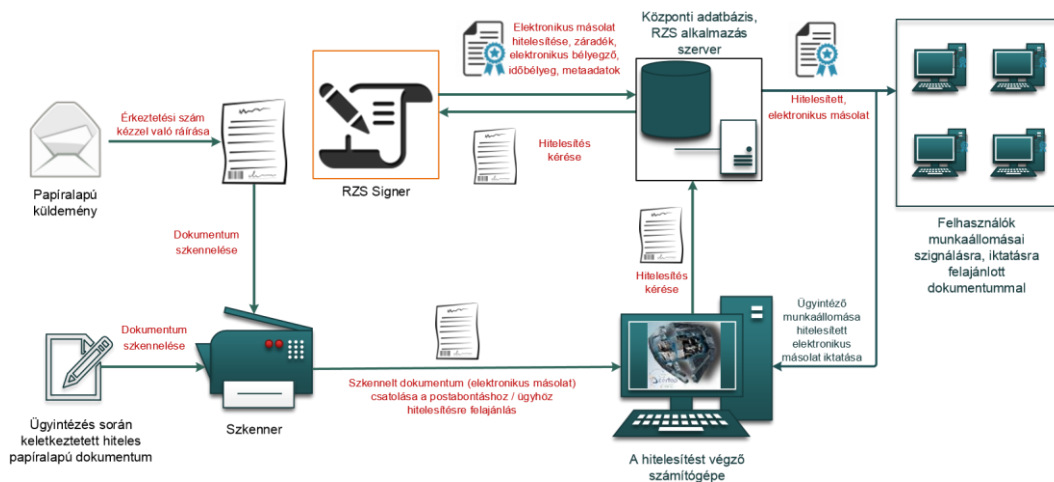 Elektronikus másolat
hitelesítése, záradék,
elektronikus bélyegző,
időbélyeg, metaadatok
Központi adatbázis,
RZS alkalmazás
szerver
Érkeztetési szám
kézzel való ráírása
Hitelesített,
elektronikus másolat
Hitelesítés
kérése
Papíralapú
küldemény
RZS Signer
Felhasználók
munkaállomásai
szignálásra, iktatásra
felajánlott
dokumentummal
Dokumentum
szkennelése
Hitelesítés
kérése
Ügyintéző
munkaállomása
hitelesített
elektronikus
másolat iktatása
Dokumentum
szkennelése
Szkennelt dokumentum (elektronikus másolat)
csatolása a postabontáshoz / ügyhöz
hitelesítésre felajánlás
Ügyintézés során
keletkeztetett hiteles
papíralapú dokumentum
Szkenner
A hitelesítést végző
számítógépe